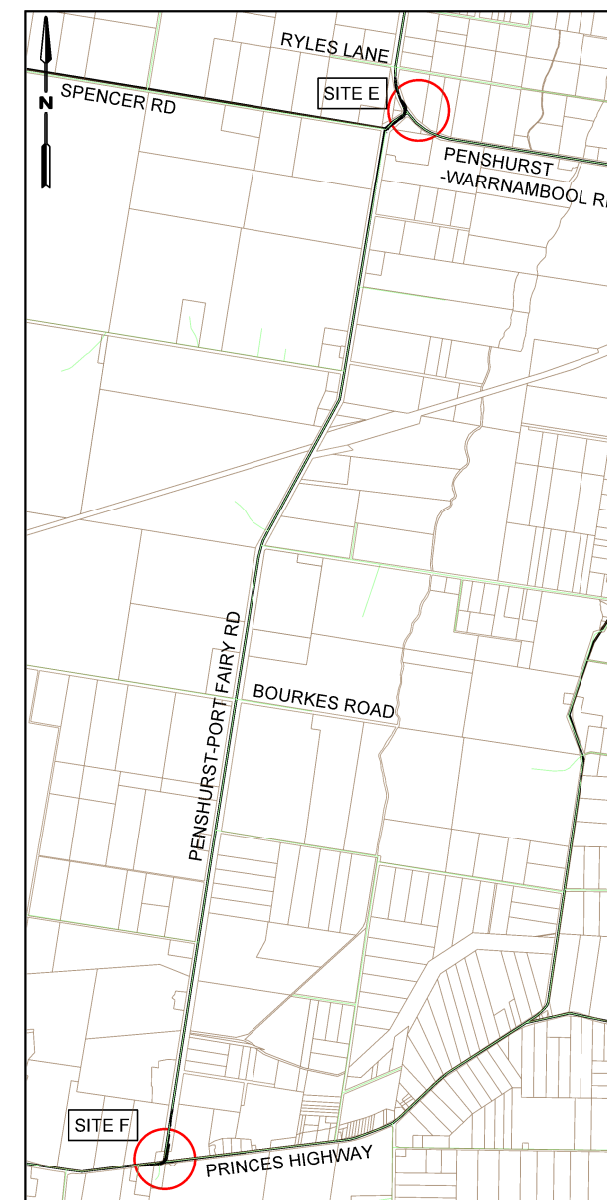 RYLES LANE
SITE E
N
SPENCER RD
PENSHURST
-WARRNAMBOOL R
PENSHURST-PORT FAIRY RD
BOURKES ROAD
SITE F
PRINCES HIGHWAY